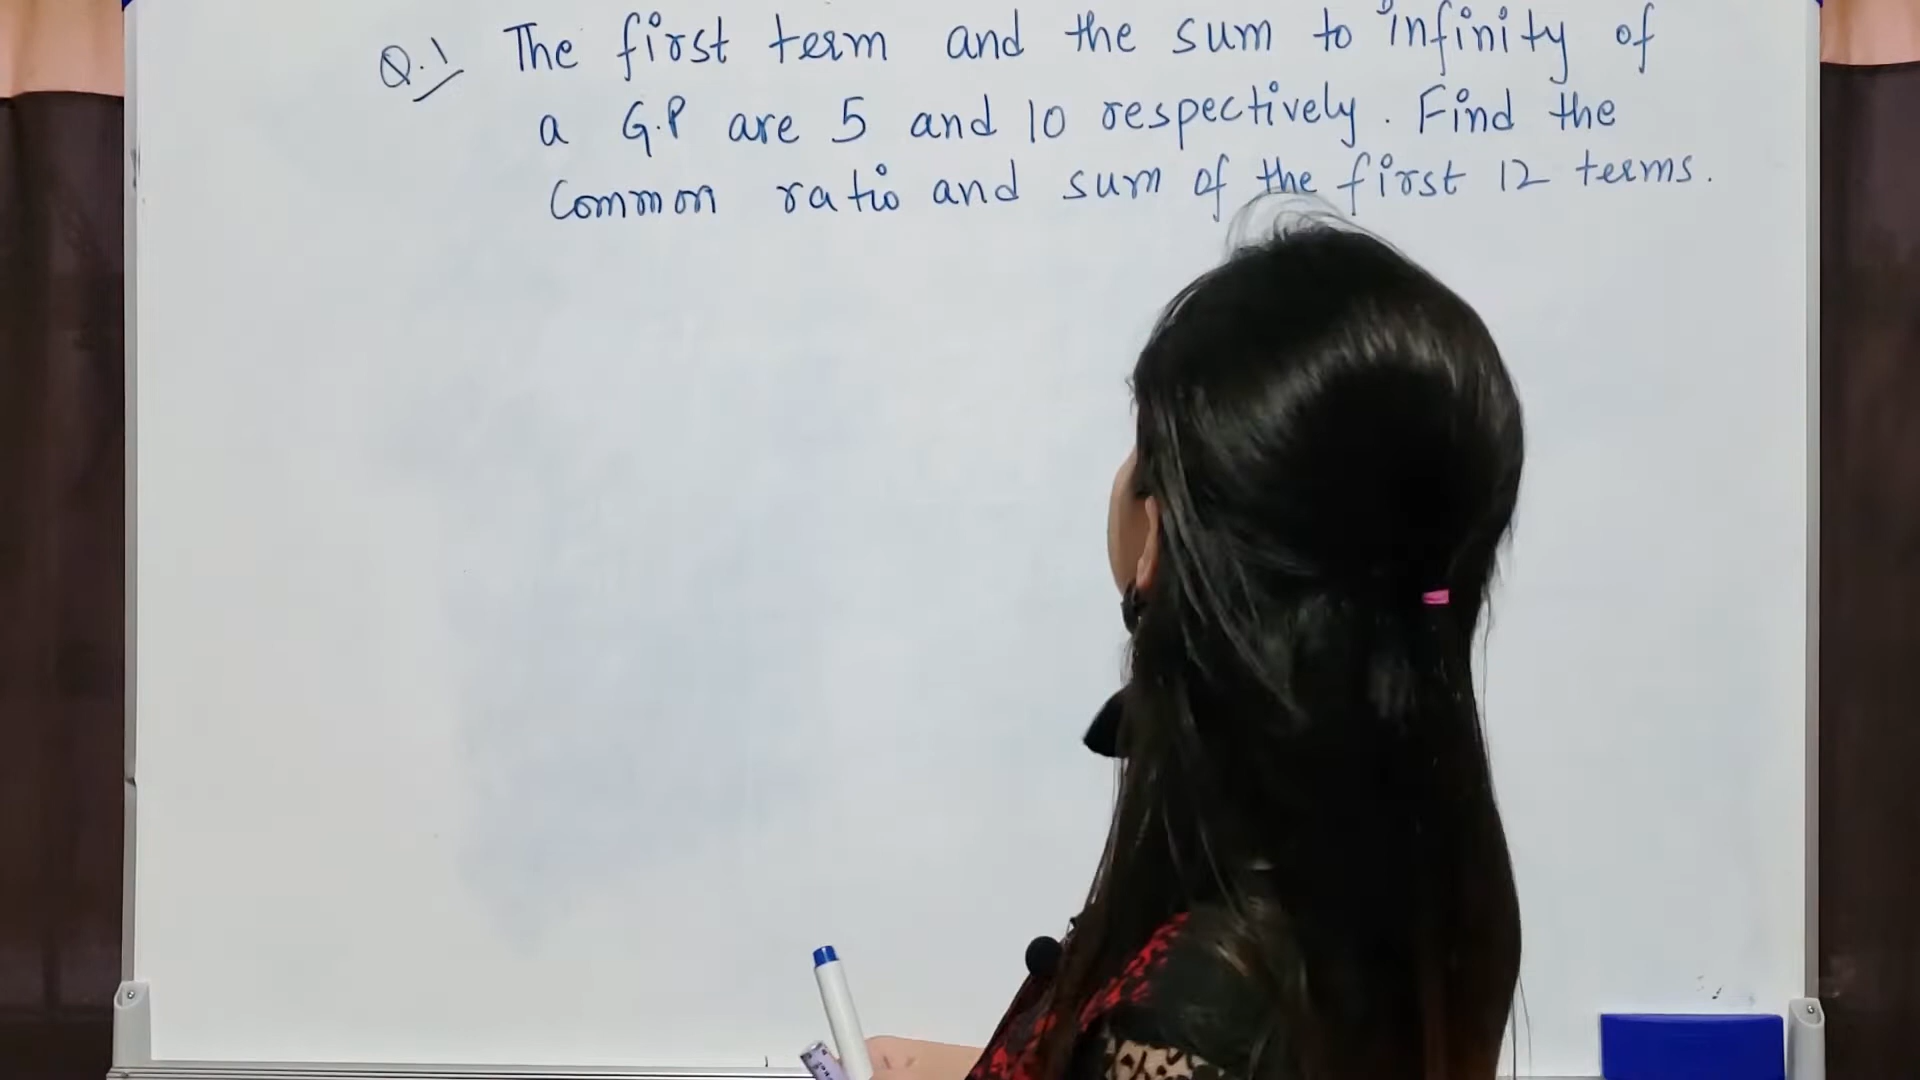 Q.1 The first term and the sum to infinity of
a G.P are 5 and 10 respectively. Find the
Common ratio and sum of the first 12 terms.